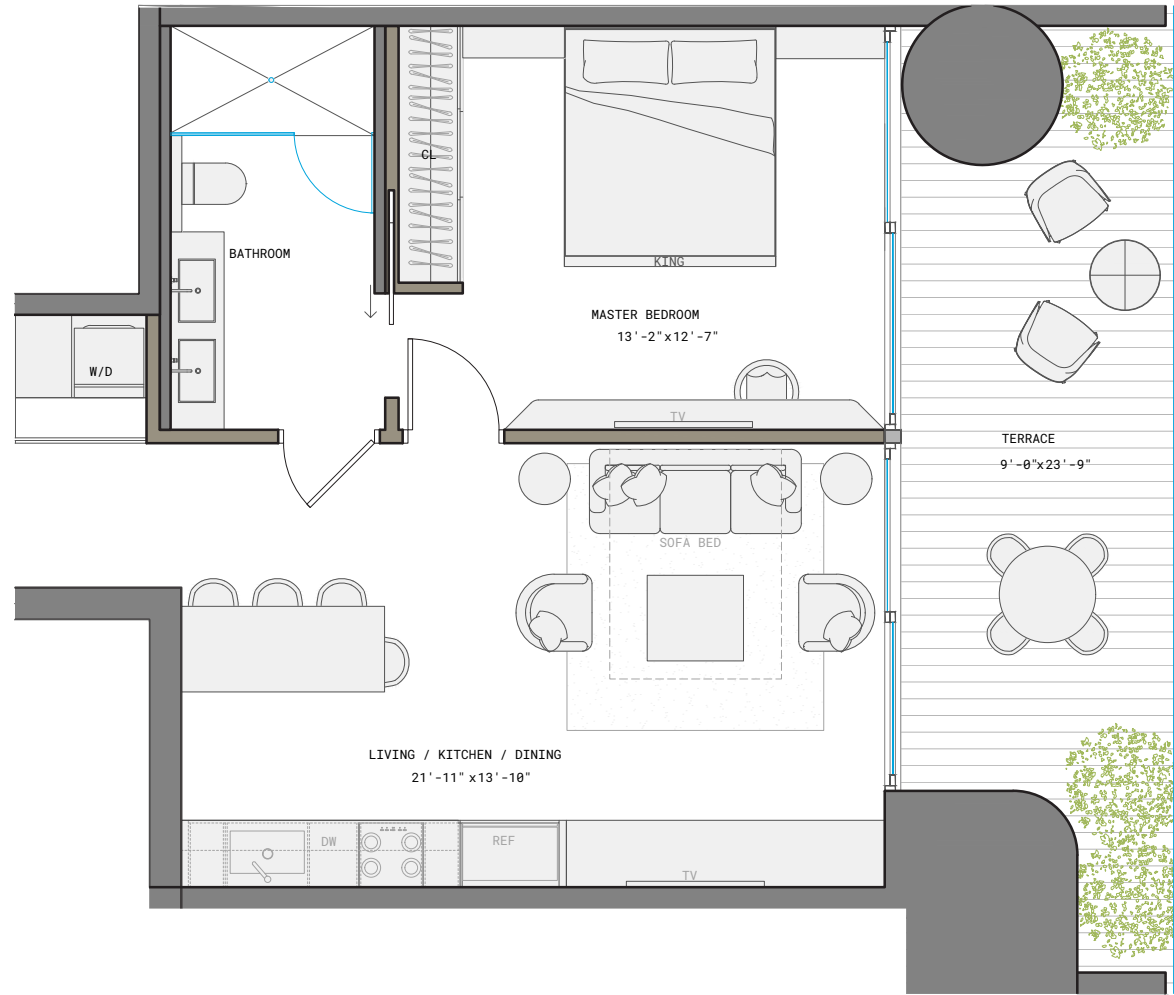 CL
BATHROOM
KING
MASTER BEDROOM
13'-2"x12'-7"
W/D
TV
TERRACE
9'-0"x23'-9"
SOFA BED
LIVING / KITCHEN / DINING
21'-11"x13'-10"
DW
REF
TV